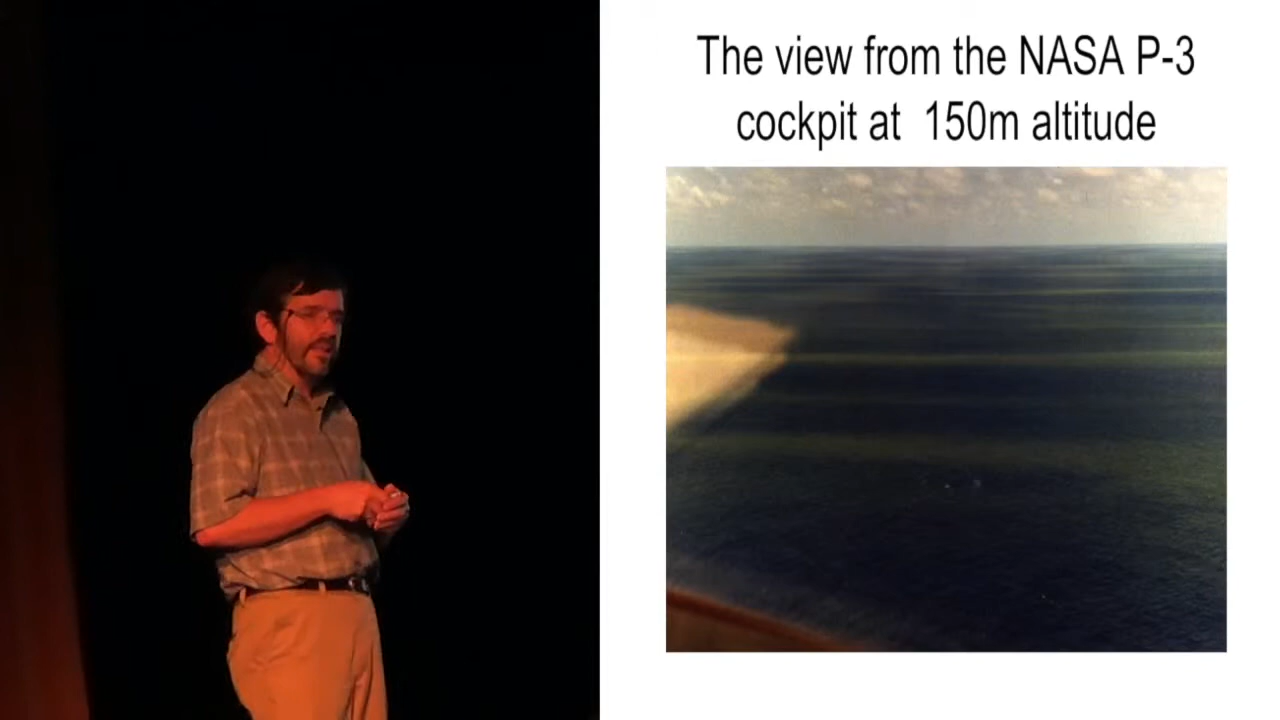 The view from the NASA P-3
cockpit at 150m altitude